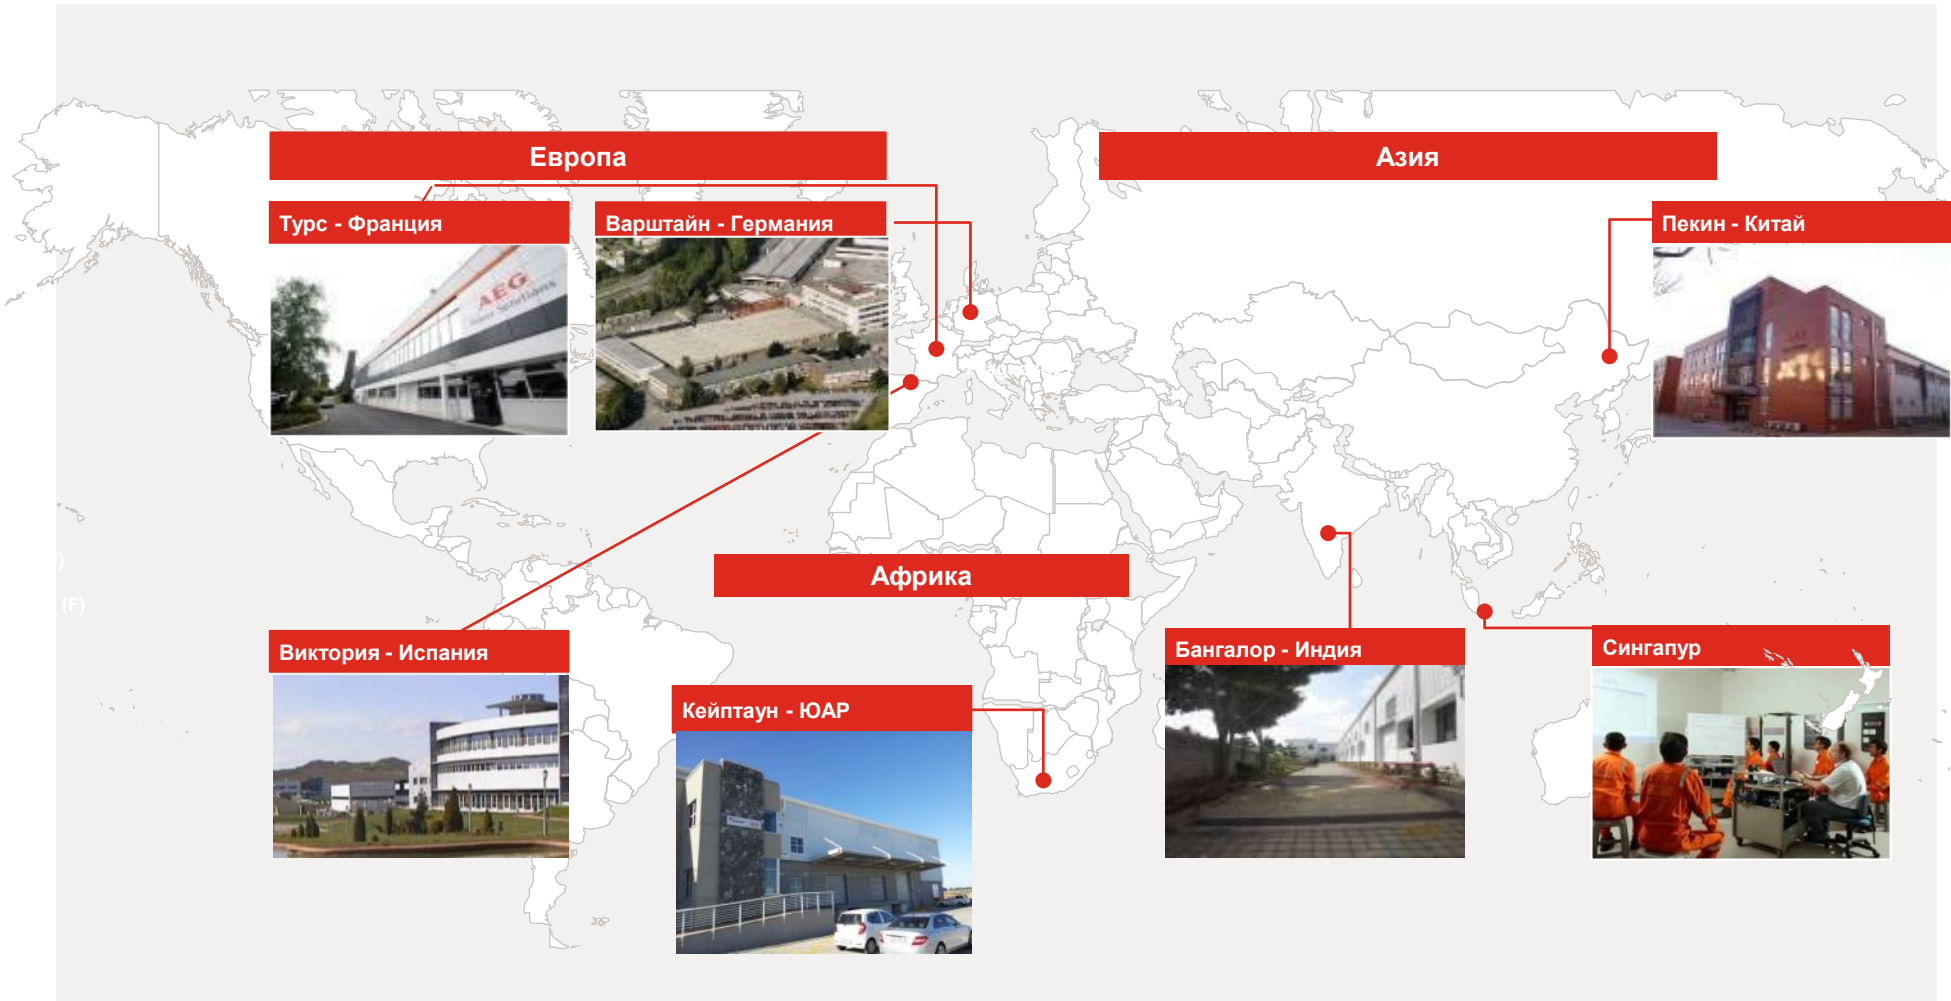 Европа
Азия
Турс - Франция
Варштайн - Германия
Пекин - Китай
AEG
Африка
(F)
Виктория - Испания
Бангалор - Индия
Сингапур
Кейптаун - ЮАР